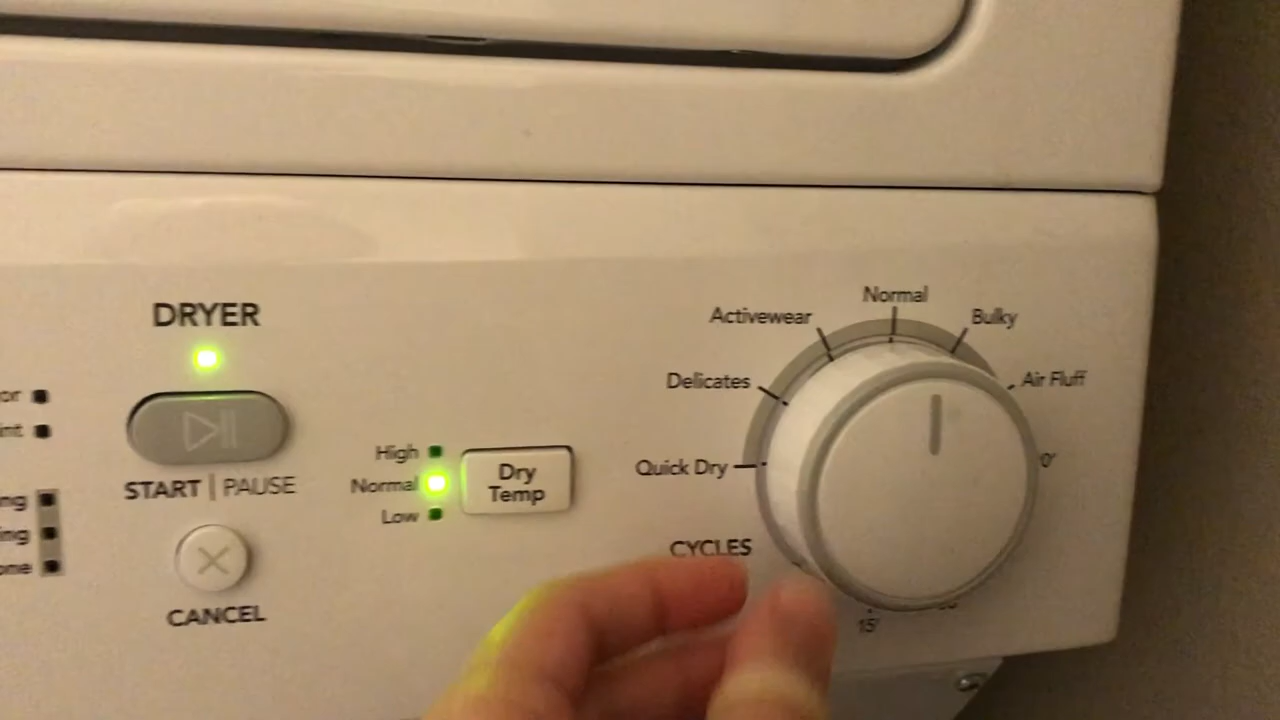 DRYER
START | PAUSE
CANCEL
High
Normal
Low
Dry
Temp
Normal
Activewear
Bulky
Delicates
Air Fluff
Quick Dry
CYCLES
15'